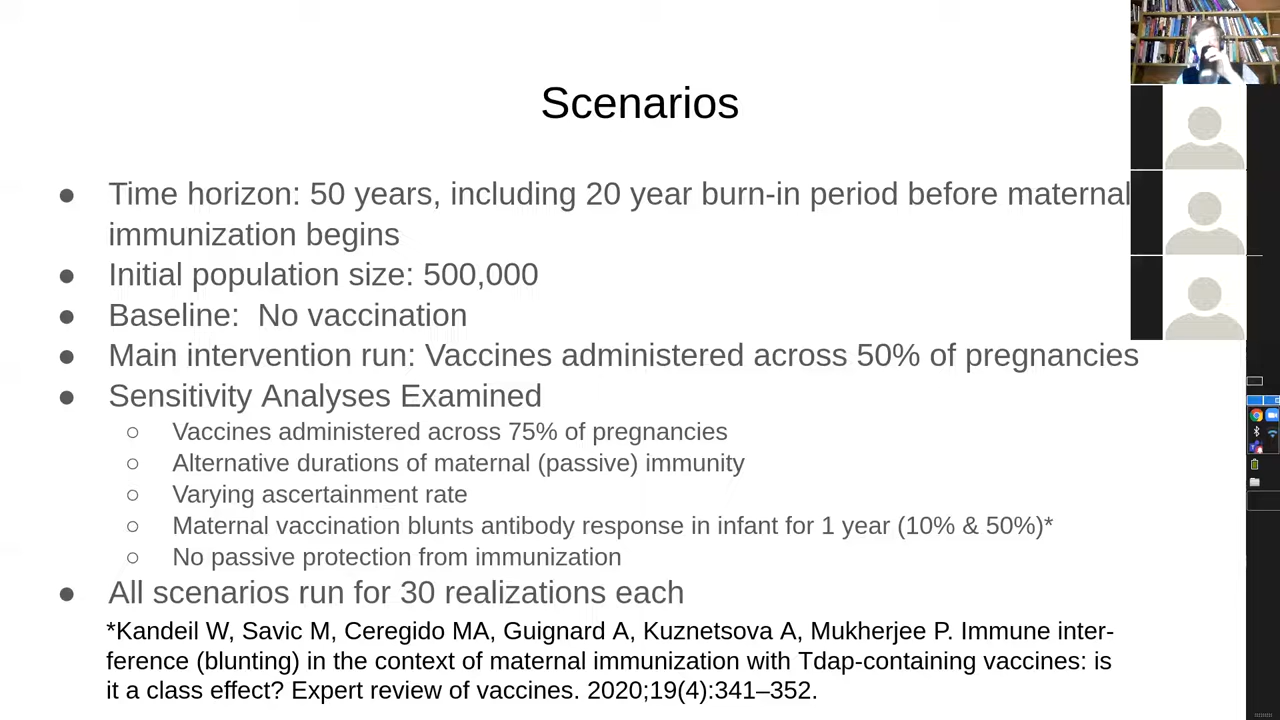 Scenarios
● Time horizon: 50 years, including 20 year burn-in period before maternal
immunization begins
● Initial population size: 500,000
● Baseline:  No vaccination
● Main intervention run: Vaccines administered across 50% of pregnancies
● Sensitivity Analyses Examined
○ Vaccines administered across 75% of pregnancies
○ Alternative durations of maternal (passive) immunity
○ Varying ascertainment rate
○ Maternal vaccination blunts antibody response in infant for 1 year (10% & 50%)*
○ No passive protection from immunization
● All scenarios run for 30 realizations each
*Kandeil W, Savic M, Ceregido MA, Guignard A, Kuznetsova A, Mukherjee P. Immune inter-
ference (blunting) in the context of maternal immunization with Tdap-containing vaccines: is
it a class effect? Expert review of vaccines. 2020;19(4):341–352.